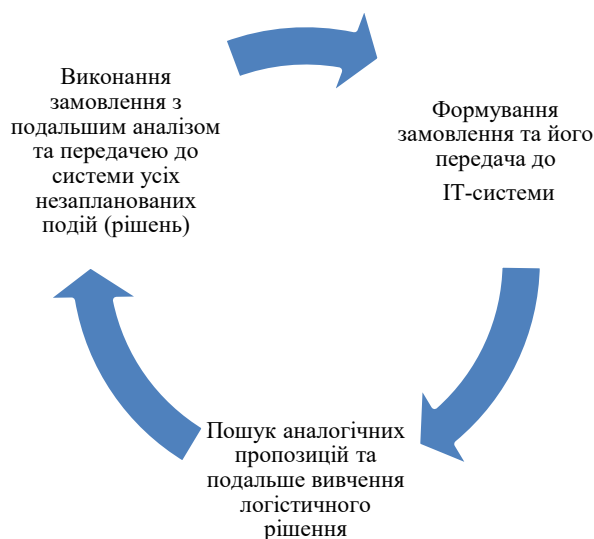 Виконання
замовлення з
подальшим аналізом
та передачею до
системи усіх
незапланованих
подій (рішень)
Формування
замовлення та його
передача до
ІТ-системи
Пошук аналогічних
пропозицій та
подальше вивчення
логістичного
рішення